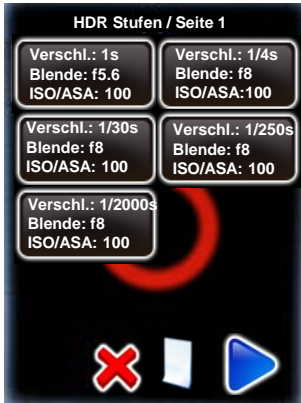 HDR Stufen / Seite 1
Verschl.: 1s
Blende: f5.6
ISO/ASA: 100
Verschl.: 1/4s
Blende: f8
ISO/ASA:100
Verschl.: 1/30s
Blende: f8
ISO/ASA: 100
Verschl.: 1/250s
Blende: f8
ISO/ASA: 100
Verschl.: 1/2000s
Blende: f8
ISO/ASA: 100